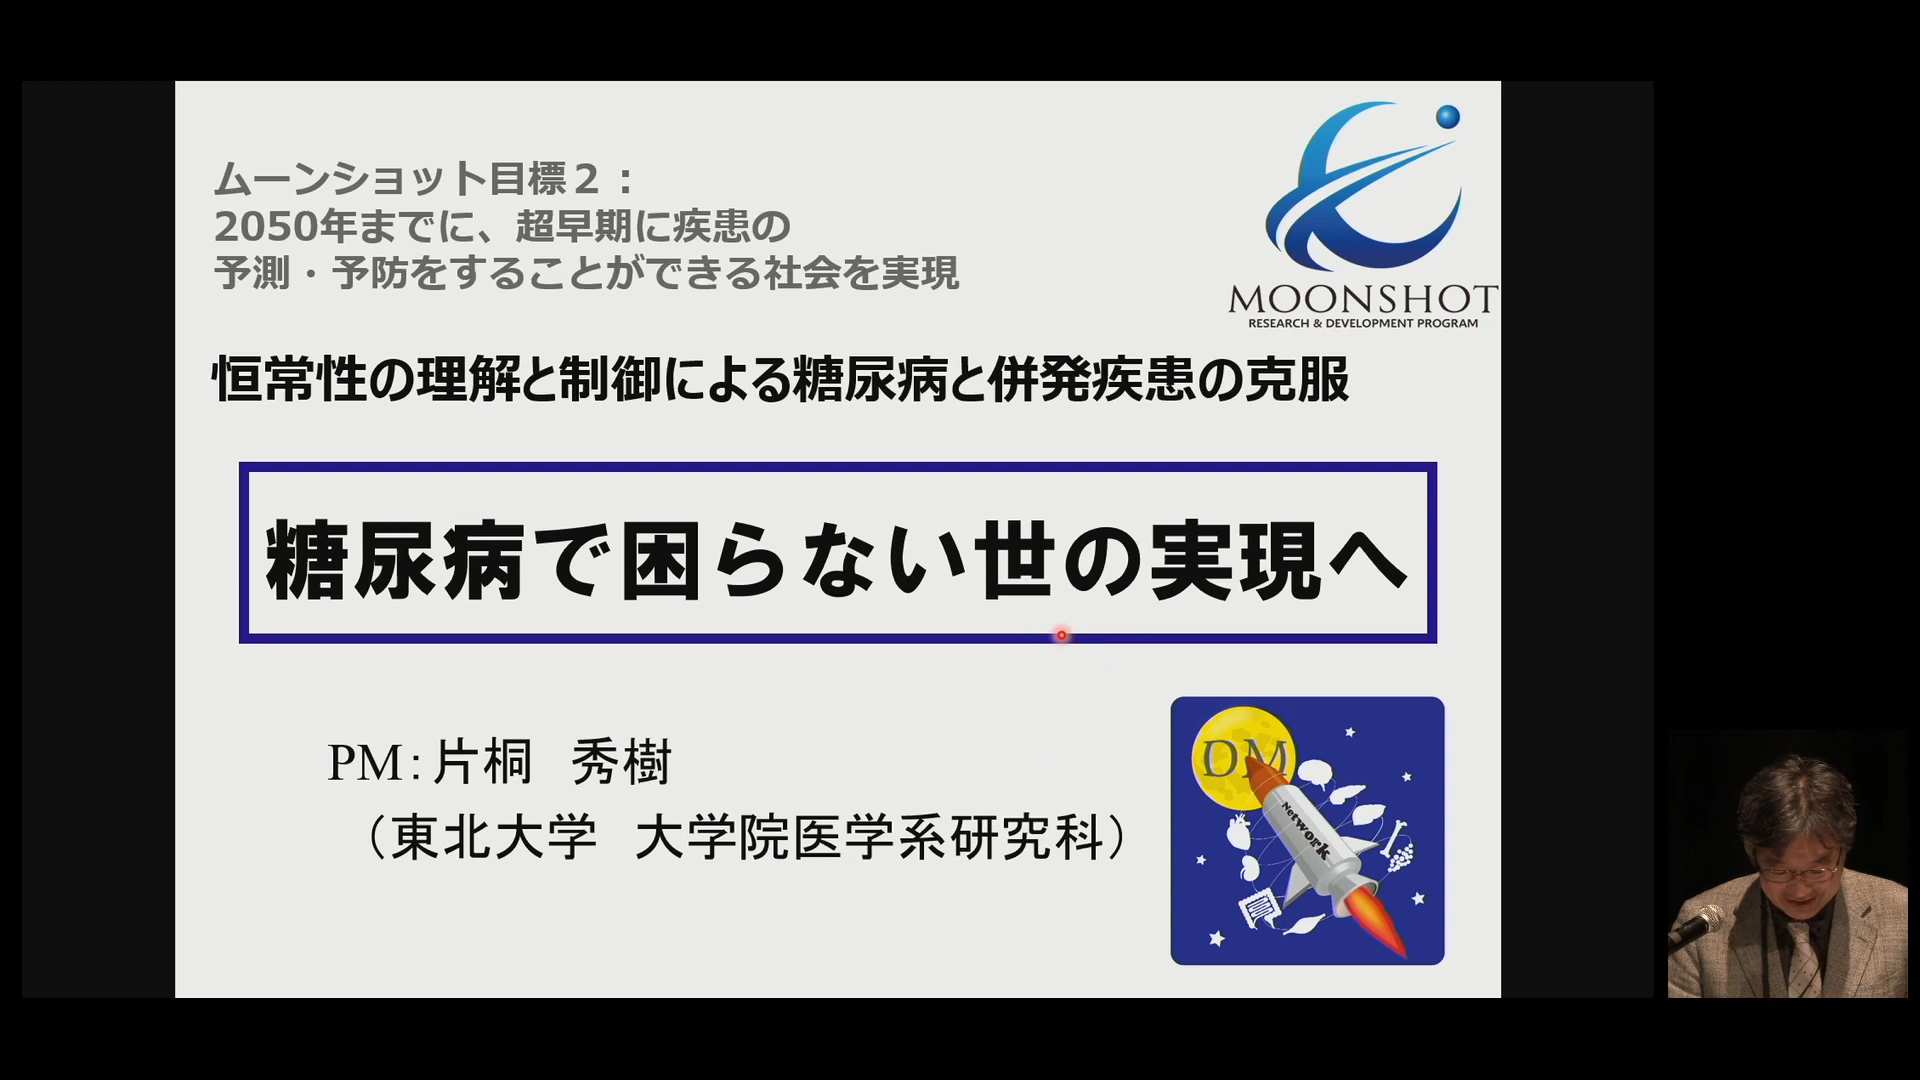 ムーンショット目標２：
2050年までに、超早期に疾患の
予測・予防をすることができる社会を実現
MOONSHOT
RESEARCH & DEVELOPMENT PROGRAM
恒常性の理解と制御による糖尿病と併発疾患の克服
糖尿病で困らない世の実現へ
PM：片桐　秀樹
（東北大学　大学院医学系研究科）
DM
Network